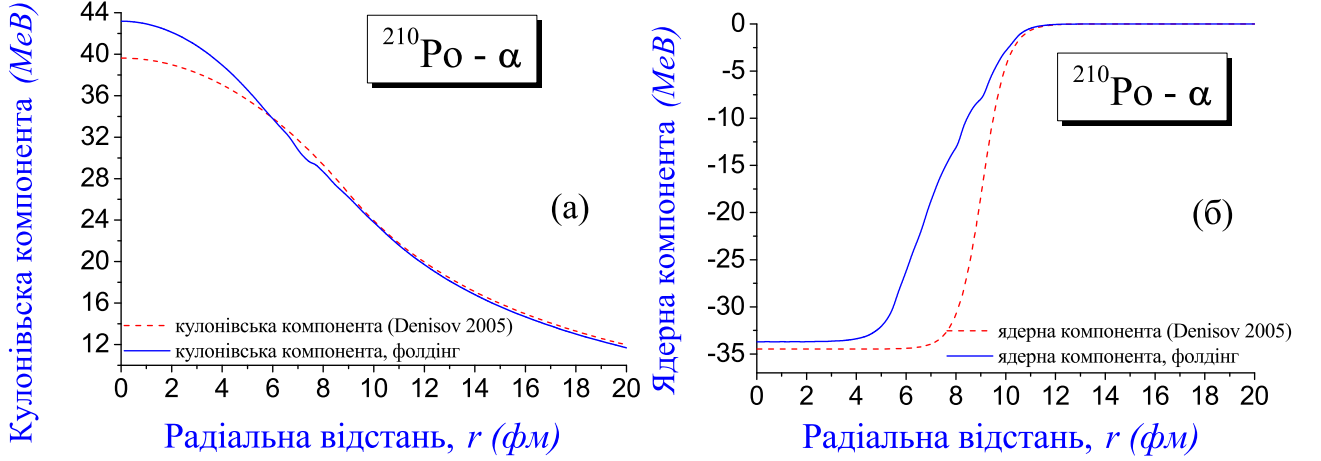 Кулонівьска компонента (МеВ)
44
40
36
32
28
24
20
16
12
210Po - α
(а)
кулонівська компонента (Denisov 2005)
кулонівська компонента, фолдінг
0 2 4 6 8 10 12 14 16 18 20
Радіальна відстань, r (фм)
Ядерна компонента (МеВ)
0
-5
-10
-15
-20
-25
-30
-35
210Po - α
(б)
ядерна компонента (Denisov 2005)
ядерна компонента, фолдінг
0 2 4 6 8 10 12 14 16 18 20
Радіальна відстань, r (фм)